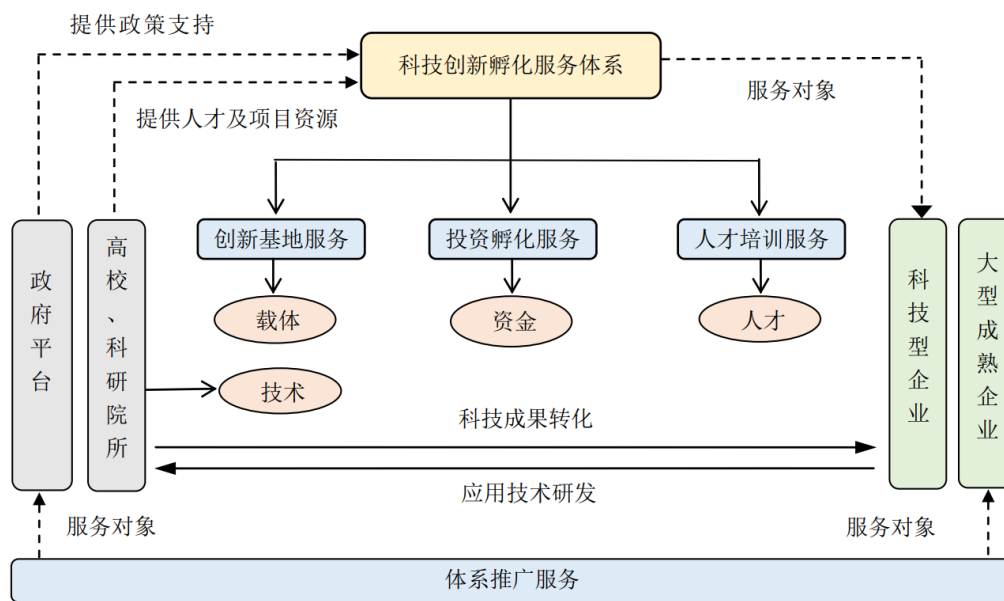 提供政策支持
科技创新孵化服务体系
服务对象
提供人才及项目资源
创新基地服务
投资孵化服务
人才培训服务
政府平台
高校、科研院所
载体
资金
人才
技术
科技型企业
大型成熟企业
科技成果转化
应用技术研发
服务对象
服务对象
体系推广服务